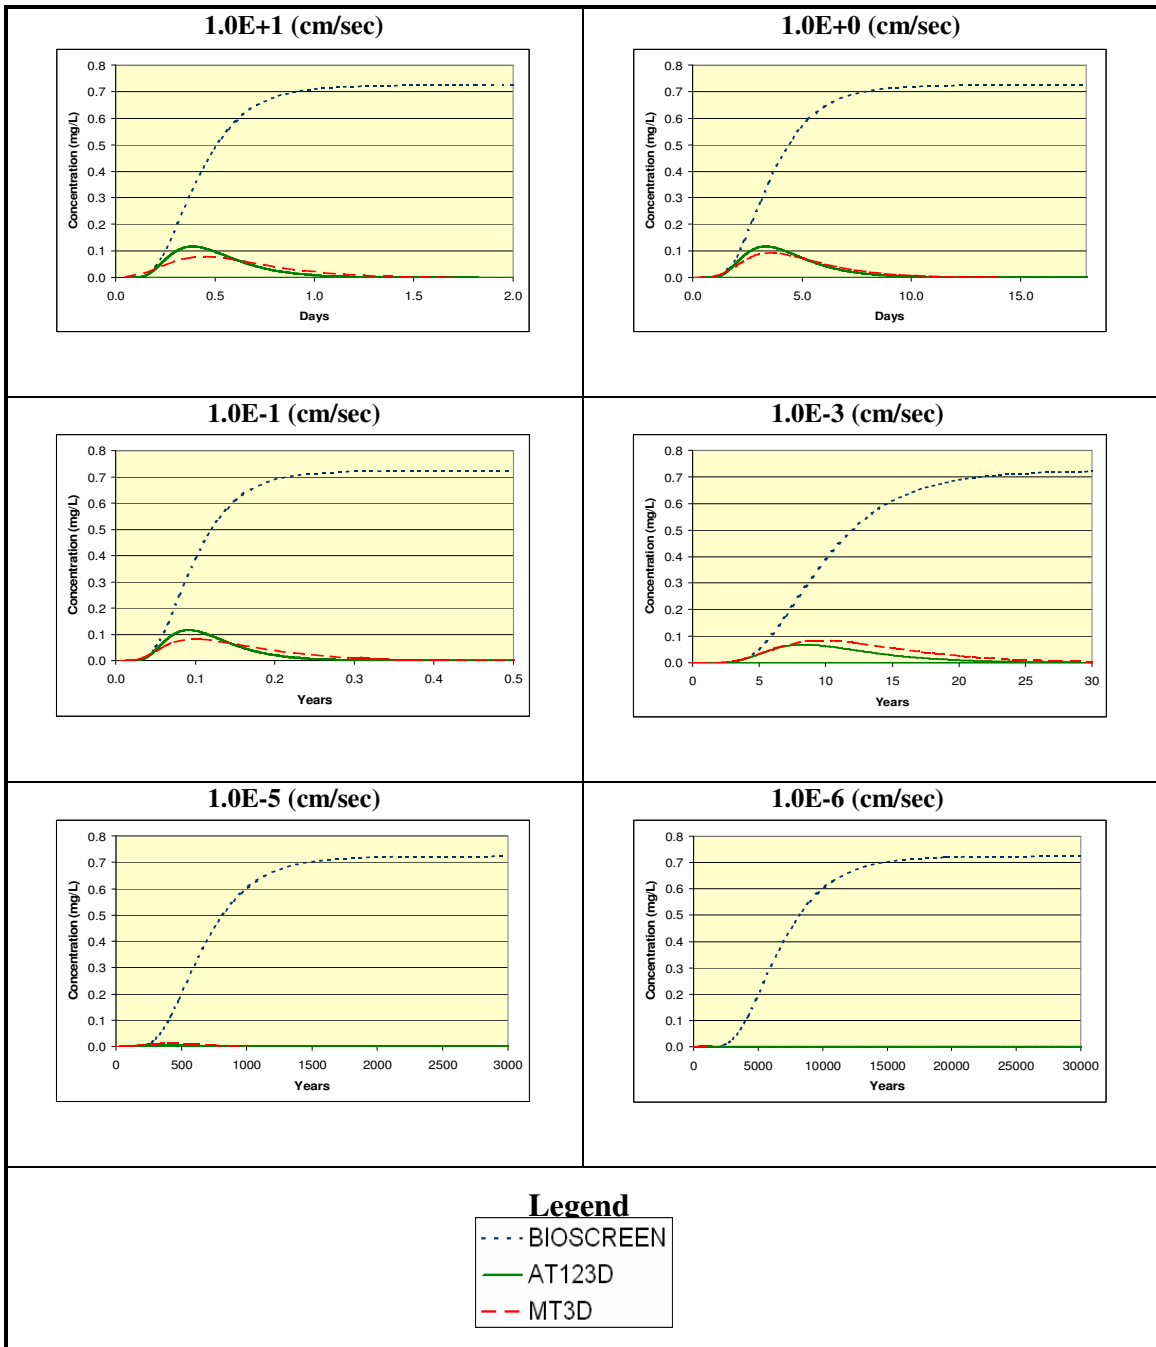 1.0E+1 (cm/sec)
0.8
0.7
0.6
0.5
0.4
0.3
0.2
0.1
0.0
Concentration (mg/L)
0.0 0.5 1.0 1.5 2.0
Days
1.0E+0 (cm/sec)
0.8
0.7
0.6
0.5
0.4
0.3
0.2
0.1
0.0
Concentration (mg/L)
0.0 5.0 10.0 15.0
Days
1.0E-1 (cm/sec)
0.8
0.7
0.6
0.5
0.4
0.3
0.2
0.1
0.0
Concentration (mg/L)
0.0 0.1 0.2 0.3 0.4 0.5
Years
1.0E-3 (cm/sec)
0.8
0.7
0.6
0.5
0.4
0.3
0.2
0.1
0.0
Concentration (mg/L)
0 5 10 15 20 25 30
Years
1.0E-5 (cm/sec)
0.8
0.7
0.6
0.5
0.4
0.3
0.2
0.1
0.0
Concentration (mg/L)
0 500 1000 1500 2000 2500 3000
Years
1.0E-6 (cm/sec)
0.8
0.7
0.6
0.5
0.4
0.3
0.2
0.1
0.0
Concentration (mg/L)
0 5000 10000 15000 20000 25000 30000
Years
Legend
BIOSCREEN
AT123D
MT3D